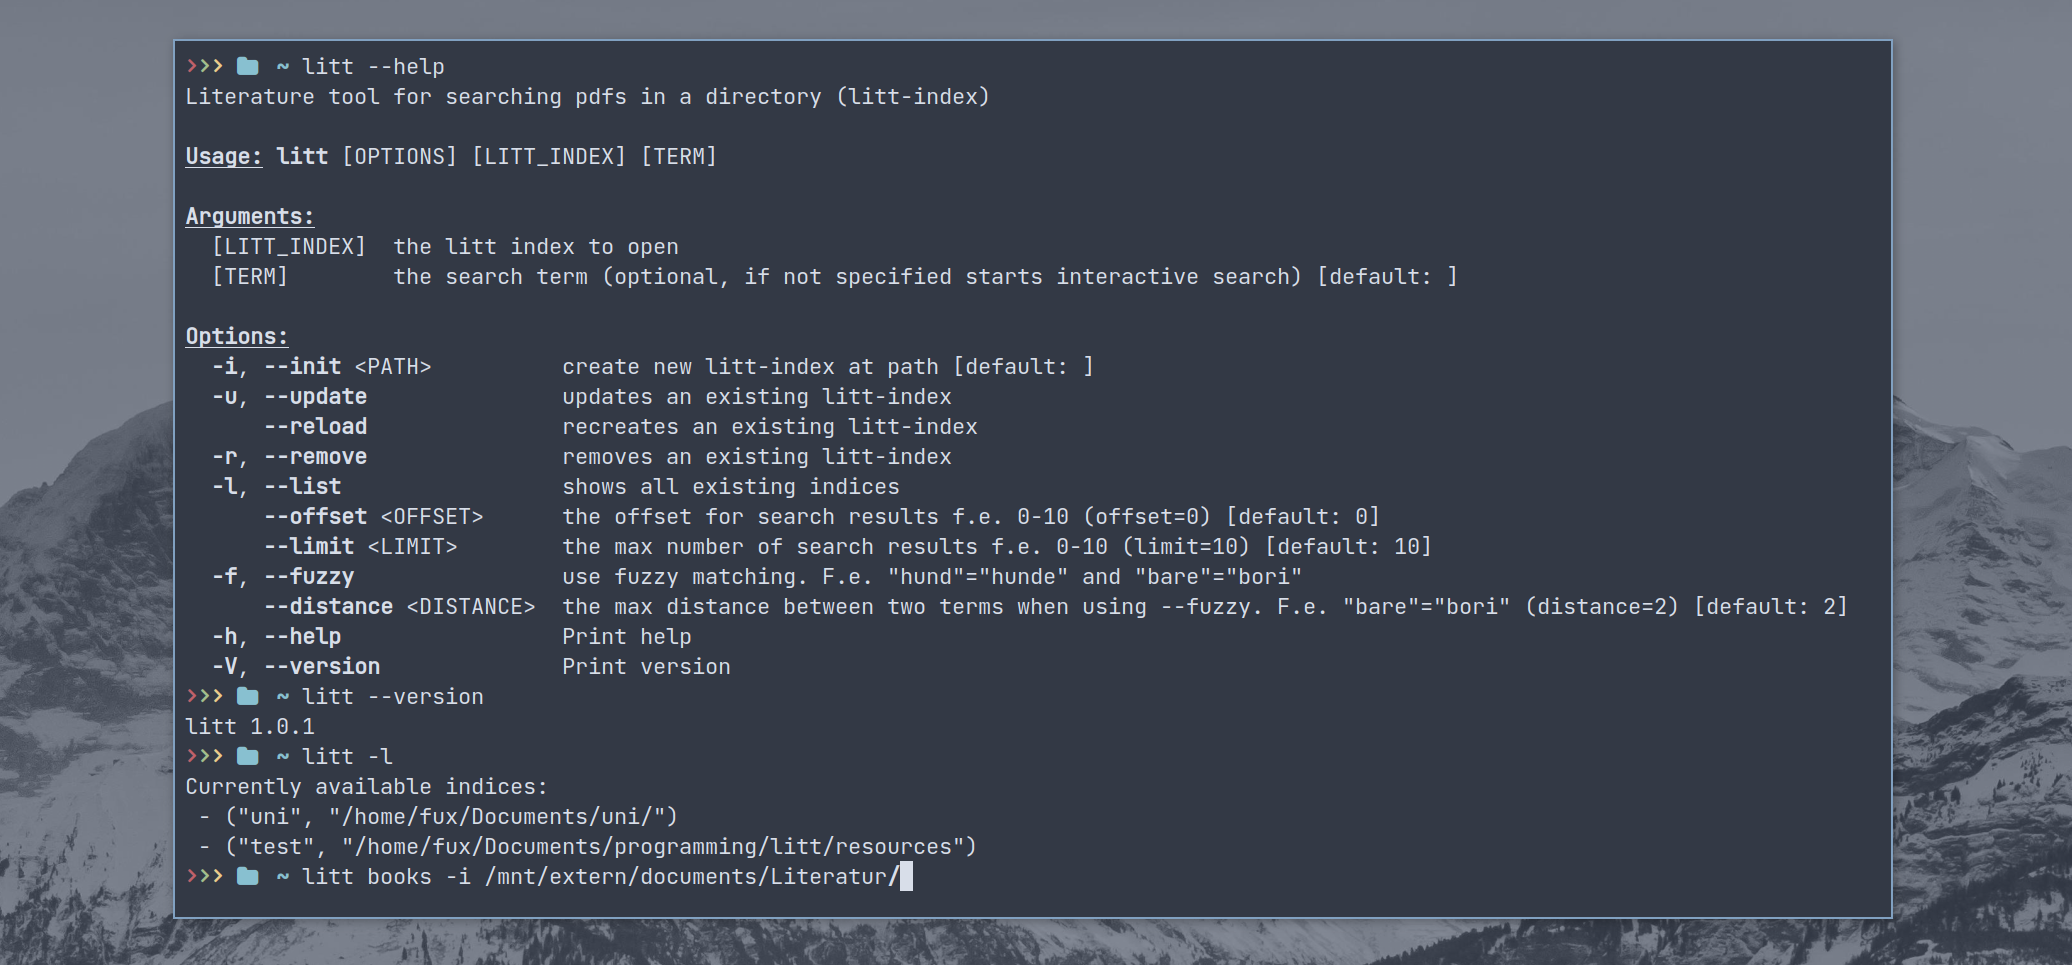 >>> ~ litt --help
Literature tool for searching pdfs in a directory (litt-index)
Usage: litt [OPTIONS] [LITT_INDEX] [TERM]
Arguments:
[LITT_INDEX]  the litt index to open
[TERM]        the search term (optional, if not specified starts interactive search) [default: ]
Options:
-i, --init <PATH>          create new litt-index at path [default: ]
-u, --update               updates an existing litt-index
--reload               recreates an existing litt-index
-r, --remove               removes an existing litt-index
-l, --list                 shows all existing indices
--offset <OFFSET>      the offset for search results f.e. 0-10 (offset=0) [default: 0]
--limit <LIMIT>        the max number of search results f.e. 0-10 (limit=10) [default: 10]
-f, --fuzzy                use fuzzy matching. F.e. "hund"="hunde" and "bare"="bori"
--distance <DISTANCE>  the max distance between two terms when using --fuzzy. F.e. "bare"="bori" (distance=2) [default: 2]
-h, --help                 Print help
-V, --version              Print version
>>> ~ litt --version
litt 1.0.1
>>> ~ litt -l
Currently available indices:
- ("uni", "/home/fux/Documents/uni/")
- ("test", "/home/fux/Documents/programming/litt/resources")
>>> ~ litt books -i /mnt/extern/documents/Literatur/